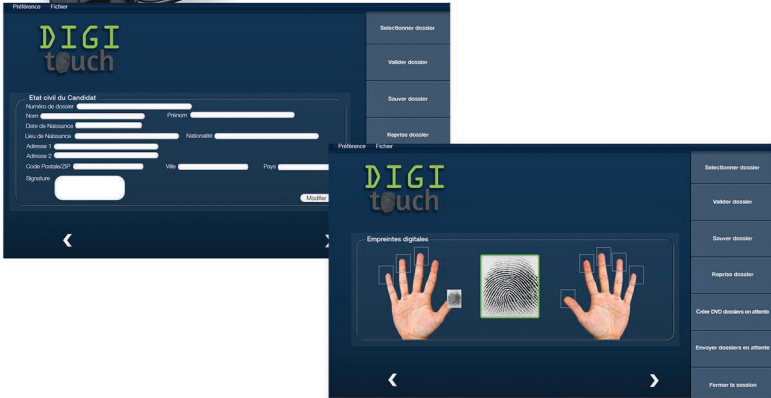 Préférence Fichier
DIGI
touch
Selectionner dossier
Valider dossier
Sauver dossier
Reprise dossier
Etat civil du Candidat
Numéro de dossier
Nom Prénom
Date de Naissance
Lieu de Naissance Nationalité
Adresse 1
Adresse 2
Code Postale/ZIP Ville Pays
Signature
Modifier
Préférence Fichier
DIGI
touch
Empreintes digitales
Selectionner dossier
Valider dossier
Sauver dossier
Reprise dossier
Créer DVD dossiers en attente
Envoyer dossiers en attente
Fermer la session